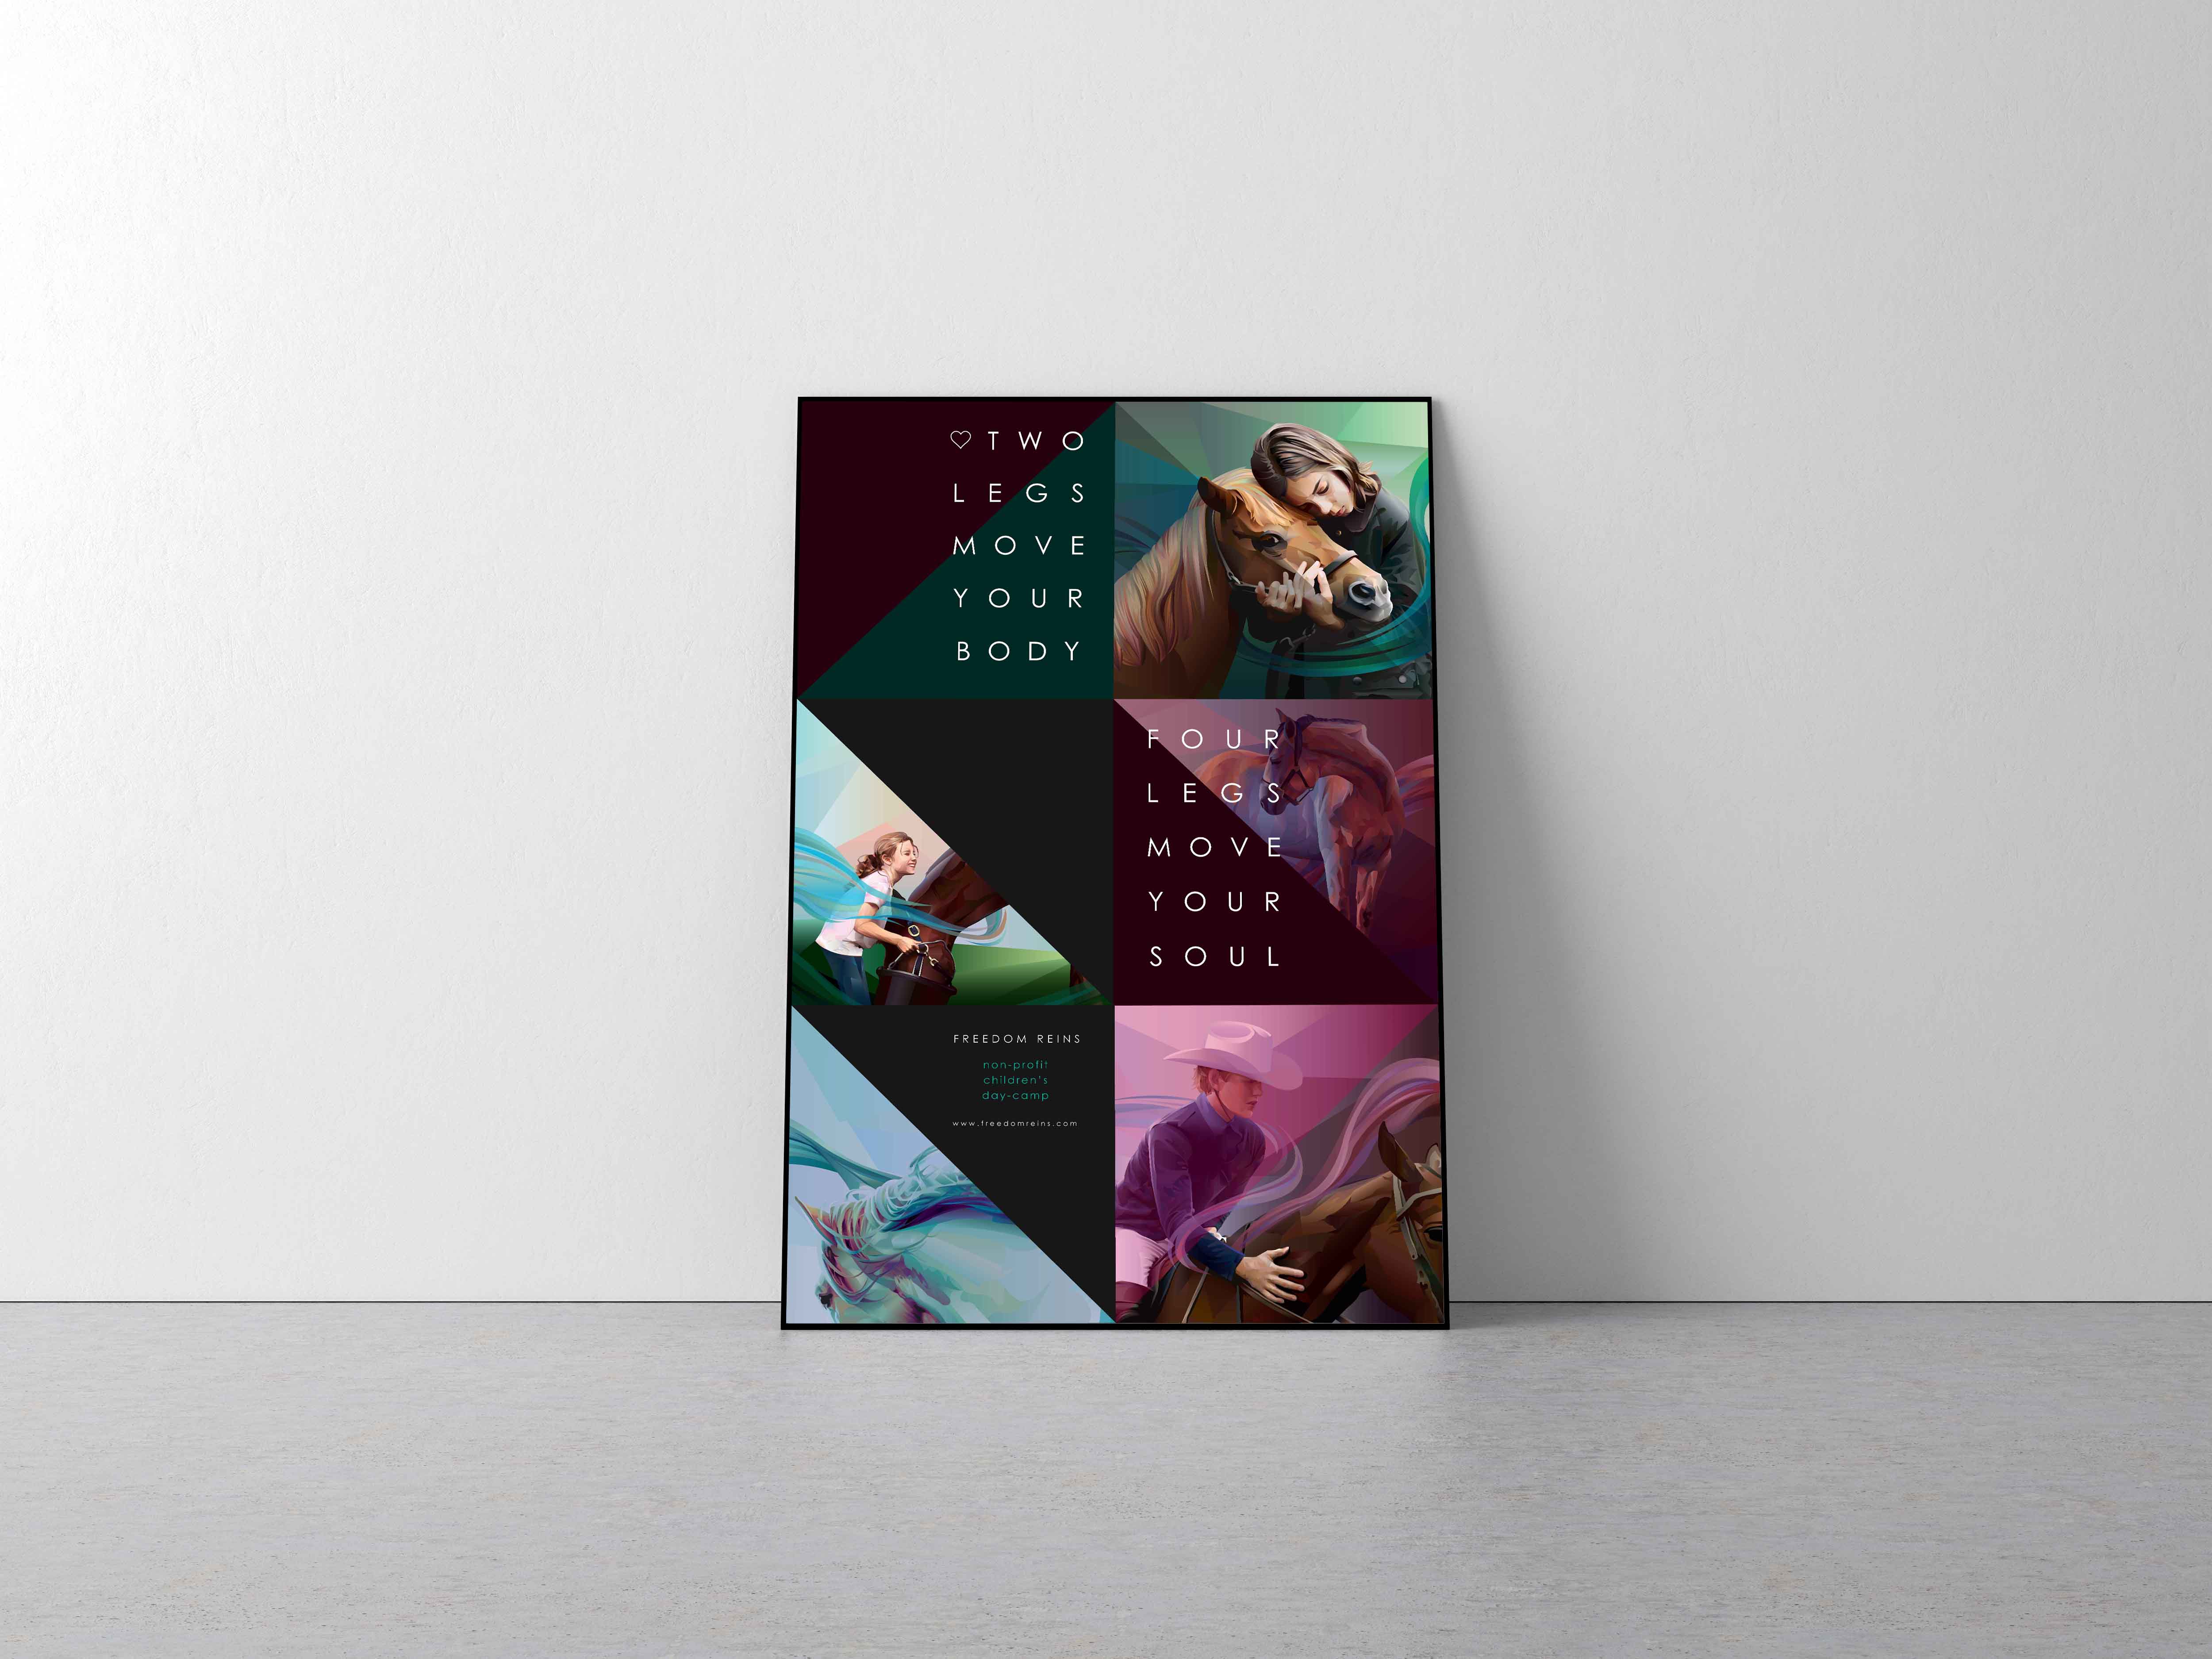 ♡TWO
LEGS
MOVE
YOUR
BODY
FOUR
LEGS
MOVE
YOUR
SOUL
FREEDOM REINS
non-profit
children's
day-camp
www.freedomreins.com